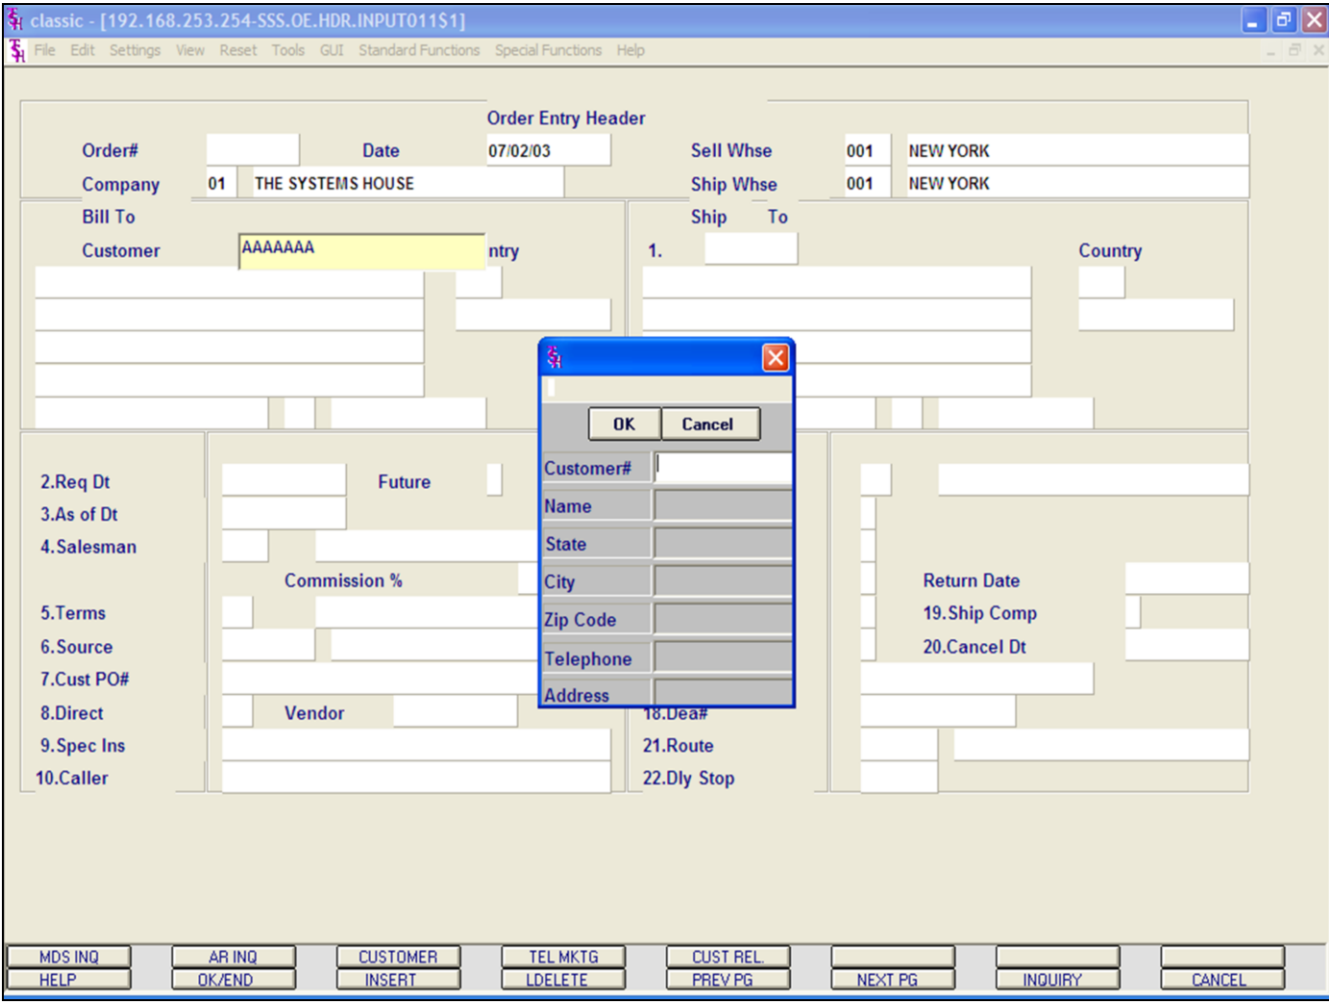 classic - [192.168.253.254-SSS.OE.HDR.INPUT011$1]
File Edit Settings View Reset Tools GUI Standard Functions Special Functions Help
Order Entry Header
Order# Date 07/02/03 Sell Whse 001 NEW YORK
Company 01 THE SYSTEMS HOUSE Ship Whse 001 NEW YORK
Bill To Ship To
Customer AAAAAAA ntry 1. Country
OK Cancel
Customer#
Name
State
City
Zip Code
Telephone
Address
2.Req Dt Future
3.As of Dt
4.Salesman
Commission % Return Date
5.Terms 19.Ship Comp
6.Source 20.Cancel Dt
7.Cust PO#
8.Direct Vendor 18.Dea#
9.Spec Ins 21.Route
10.Caller 22.Dly Stop
MDS INQ AR INQ CUSTOMER TEL MKTG CUST REL.
HELP OK/END INSERT LDELETE PREV PG NEXT PG INQUIRY CANCEL